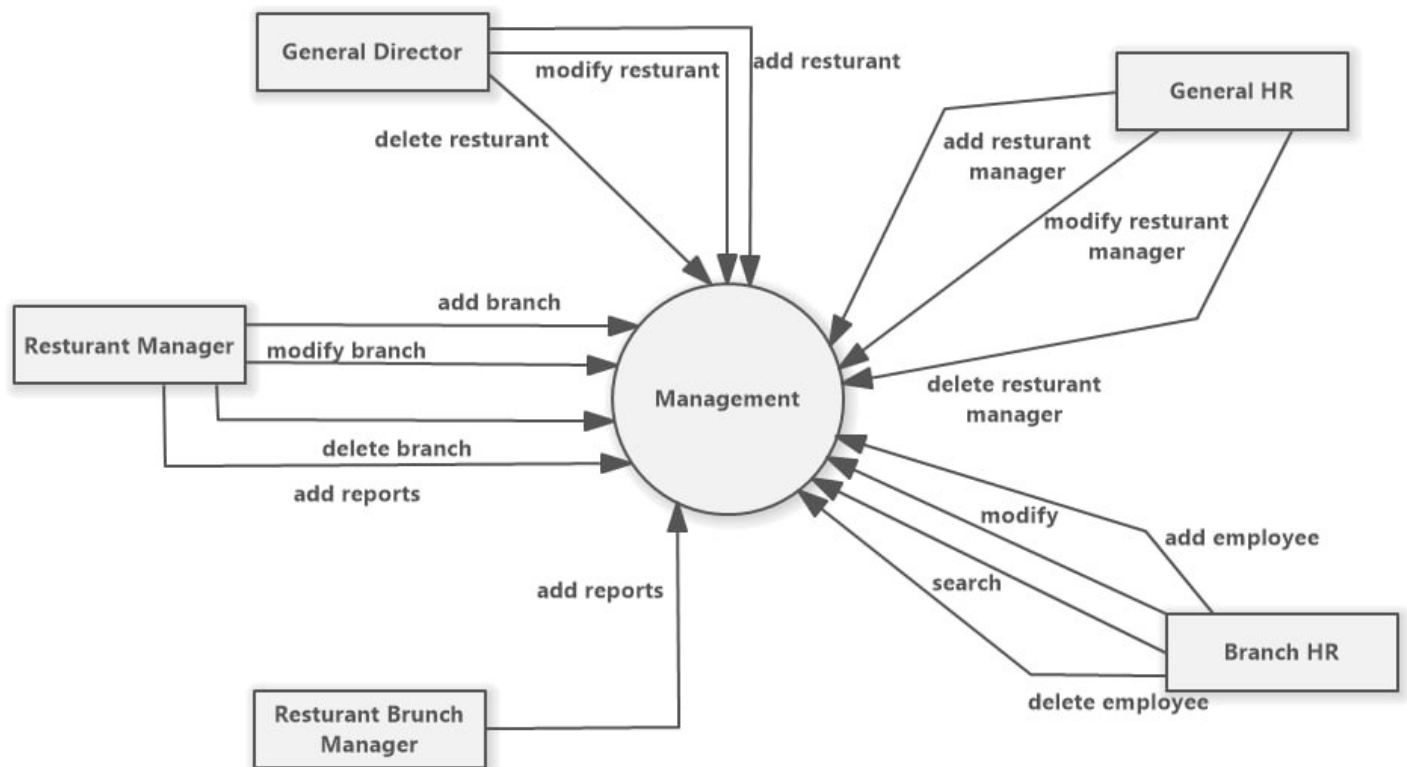 General Director
modify resturant
add resturant
delete resturant
General HR
add resturant
manager
modify resturant
manager
delete resturant
manager
Resturant Manager
add branch
modify branch
delete branch
add reports
Management
modify
add employee
search
delete employee
Branch HR
add reports
Resturant Brunch
Manager